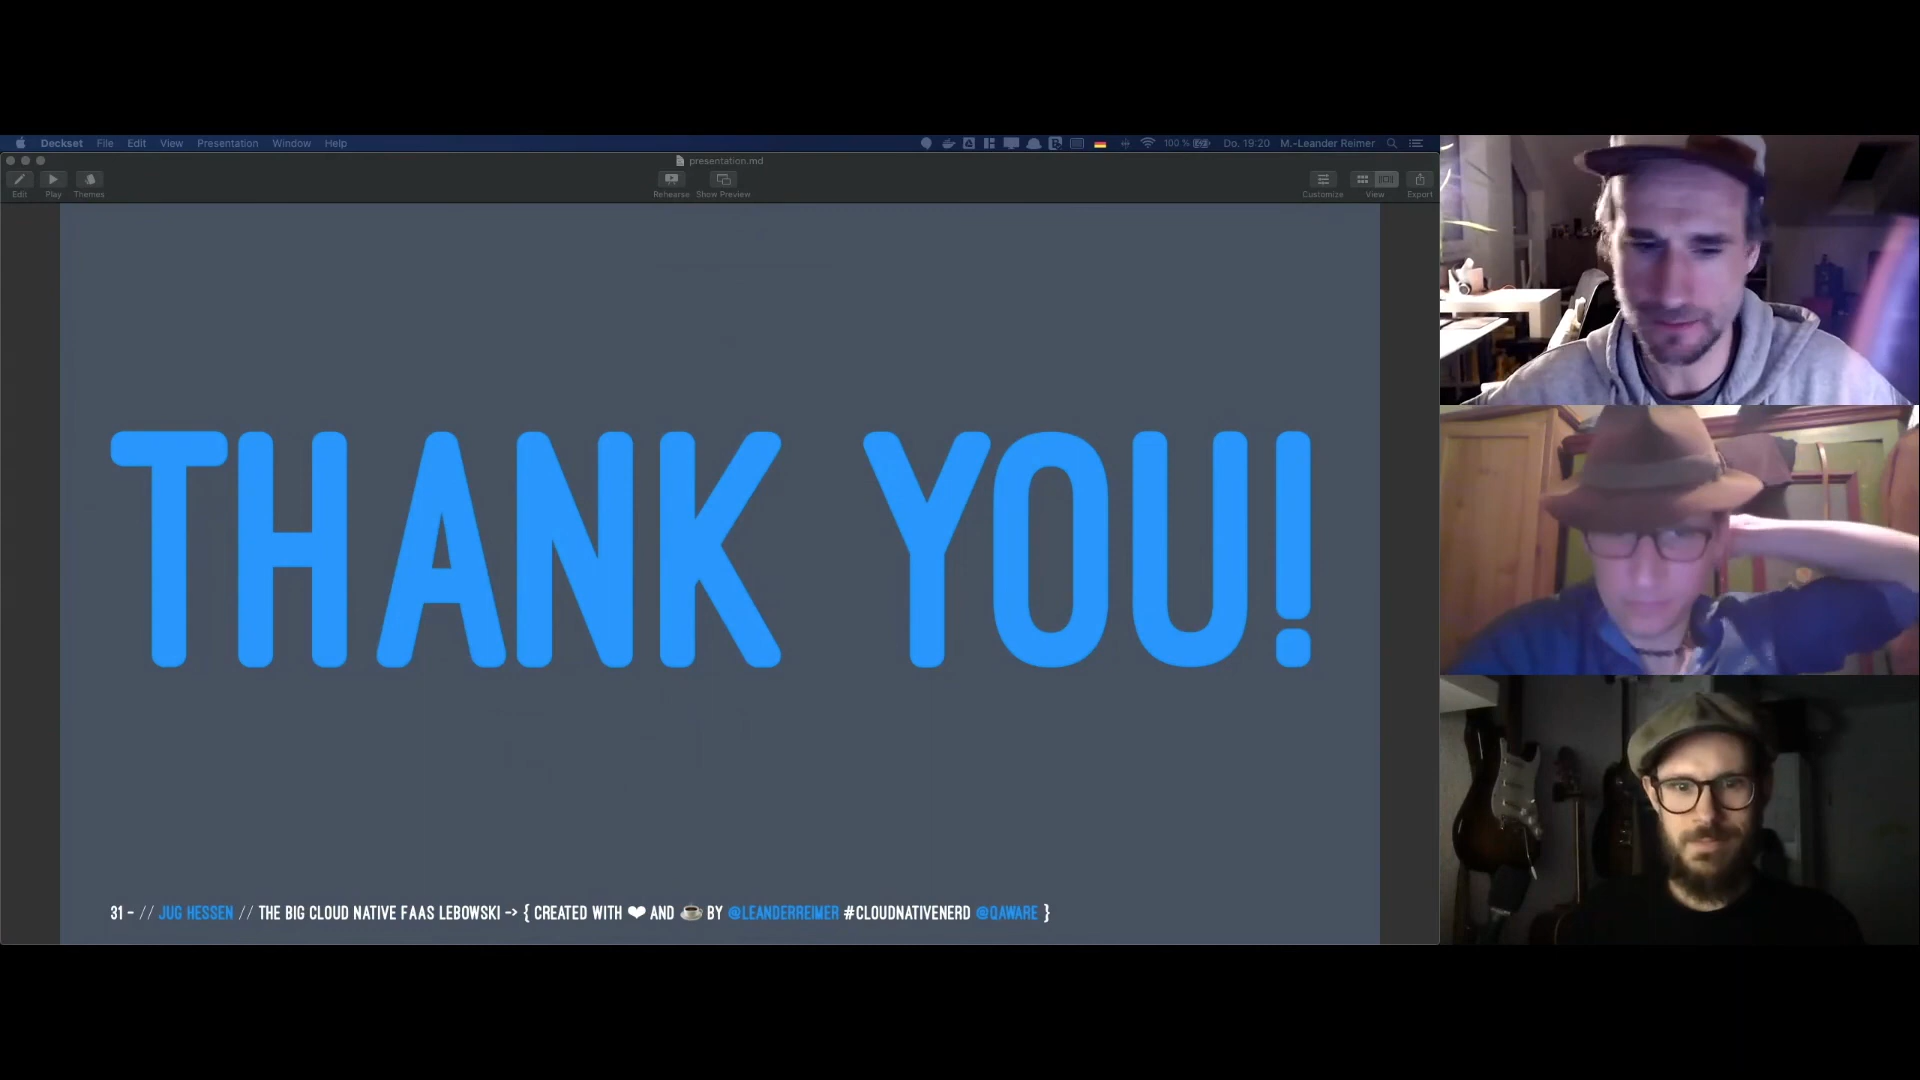 Deckset File Edit View Presentation Window Help 100 % Do. 19:20 M.-Leander Reimer
presentation.md
Edit Play Themes Rehearse Show Preview Customize View Export
THANK YOU!
31 - // JUG HESSEN // THE BIG CLOUD NATIVE FAAS LEBOWSKI -> { CREATED WITH ❤ AND ☕ BY @LEANDERREIMER #CLOUDNATIVENERD @QAWARE }